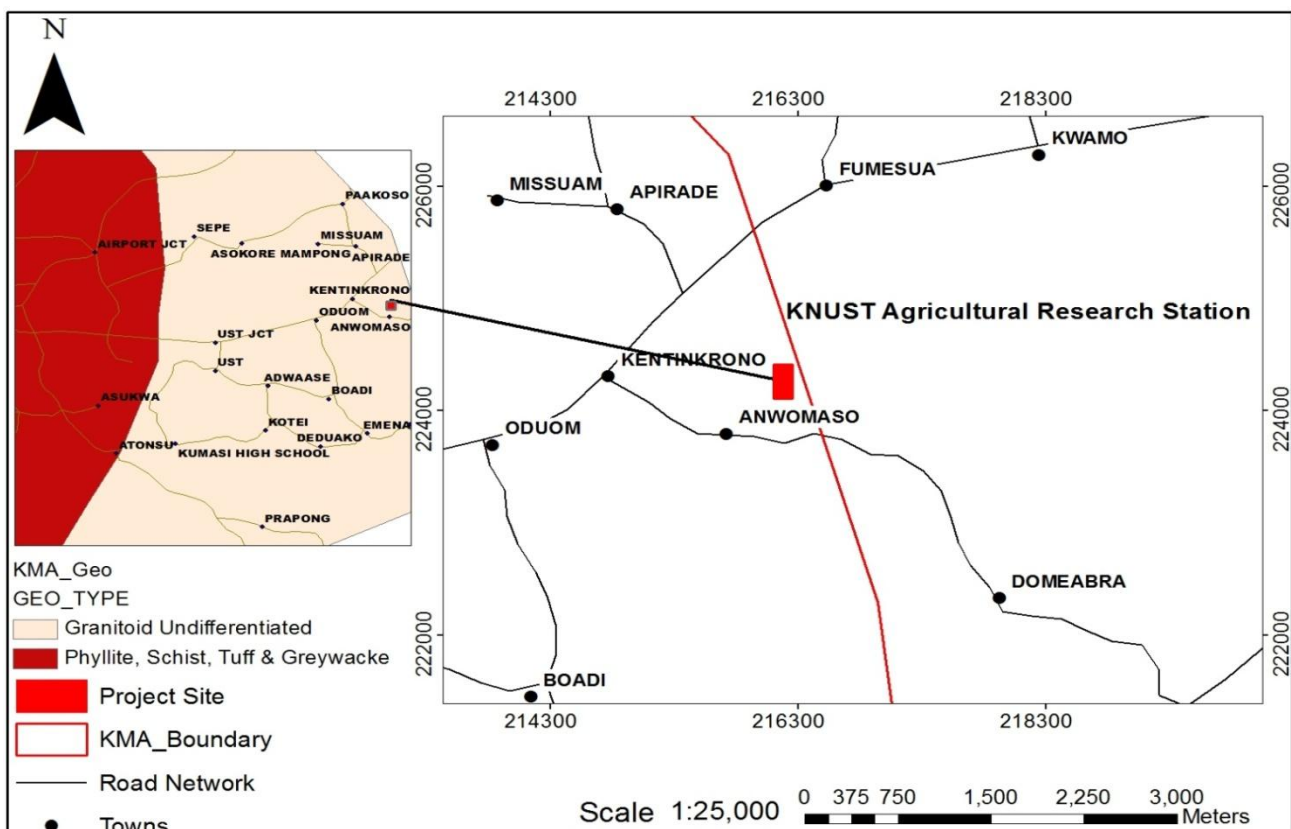 N
214300
216300
218300
226000
224000
222000
226000
224000
222000
214300
216300
218300
PAAKOSO
SEPE
MISSUAM
AIRPORT JCT
ASOKORE MAMPONG
APIRADE
KENTINKRONO
ODUOM
ANWOMASO
UST JCT
UST
ADWAASE
BOADI
ASUKWA
KOTEI
EMENA
DEDUAKO
ATONSU
KUMASI HIGH SCHOOL
PRAPONG
KWAMO
FUMESUA
MISSUAM
APIRADE
KNUST Agricultural Research Station
KENTINKRONO
ANWOMASO
ODUOM
DOMEABRA
BOADI
KMA_Geo
GEO_TYPE
Granitoid Undifferentiated
Phyllite, Schist, Tuff & Greywacke
Project Site
KMA_Boundary
Road Network
Towns
Scale 1:25,000
0 375 750 1,500 2,250 3,000
Meters